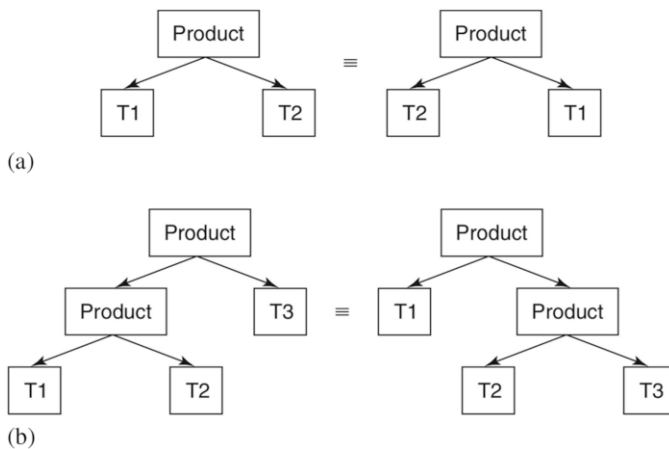 Product Product
≡
T1 T2 T2 T1
(a)
Product Product
Product T3 ≡ T1 Product
T1 T2 T2 T3
(b)